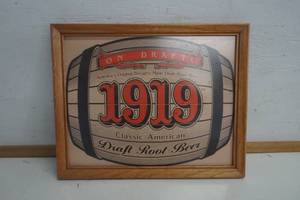 ON DRAFT
1919
Classic American
Draft Root Beer